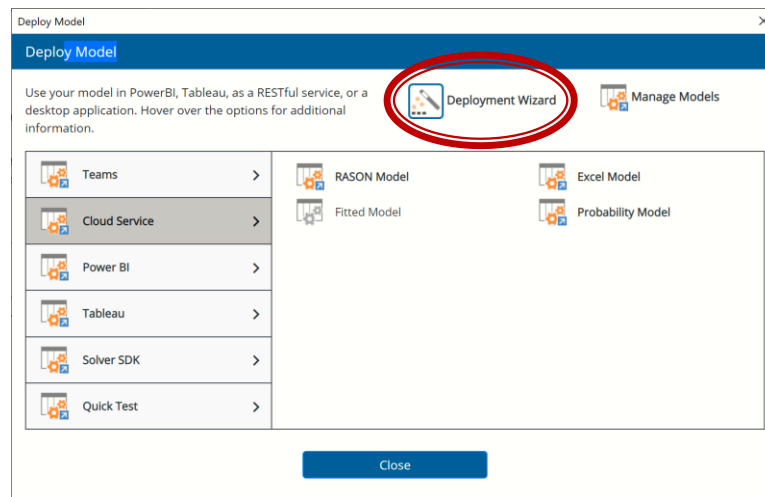 Deploy Model
Deploy Model
Use your model in PowerBI, Tableau, as a RESTful service, or a
desktop application. Hover over the options for additional
information.
Deployment Wizard
Manage Models
Teams
Cloud Service
Power BI
Tableau
Solver SDK
Quick Test
RASON Model
Excel Model
Fitted Model
Probability Model
Close